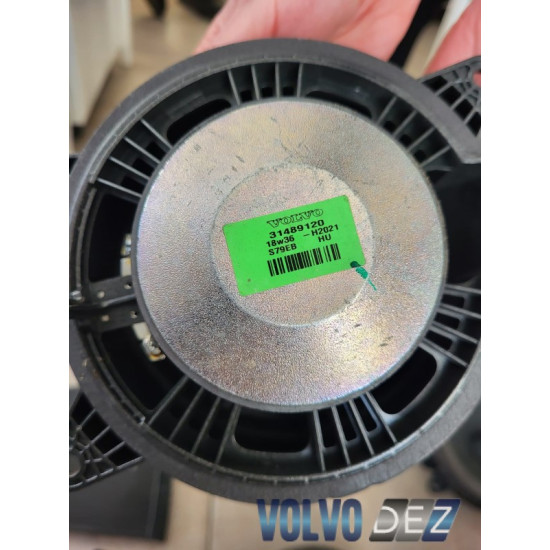 VOLVO
31489120
18w36 -H2021
S79EB HU
VOLVO DEZ